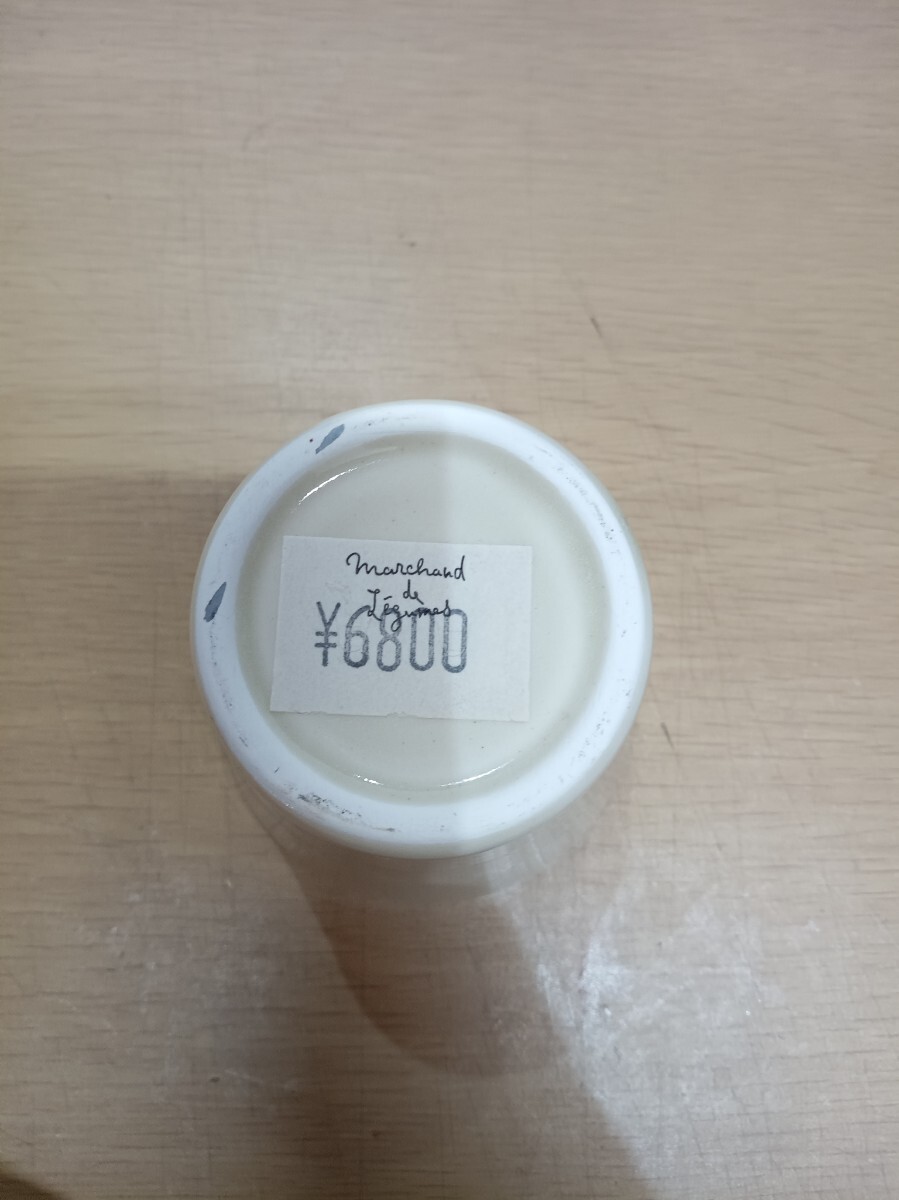 Marchand
de
Légumes
¥6800